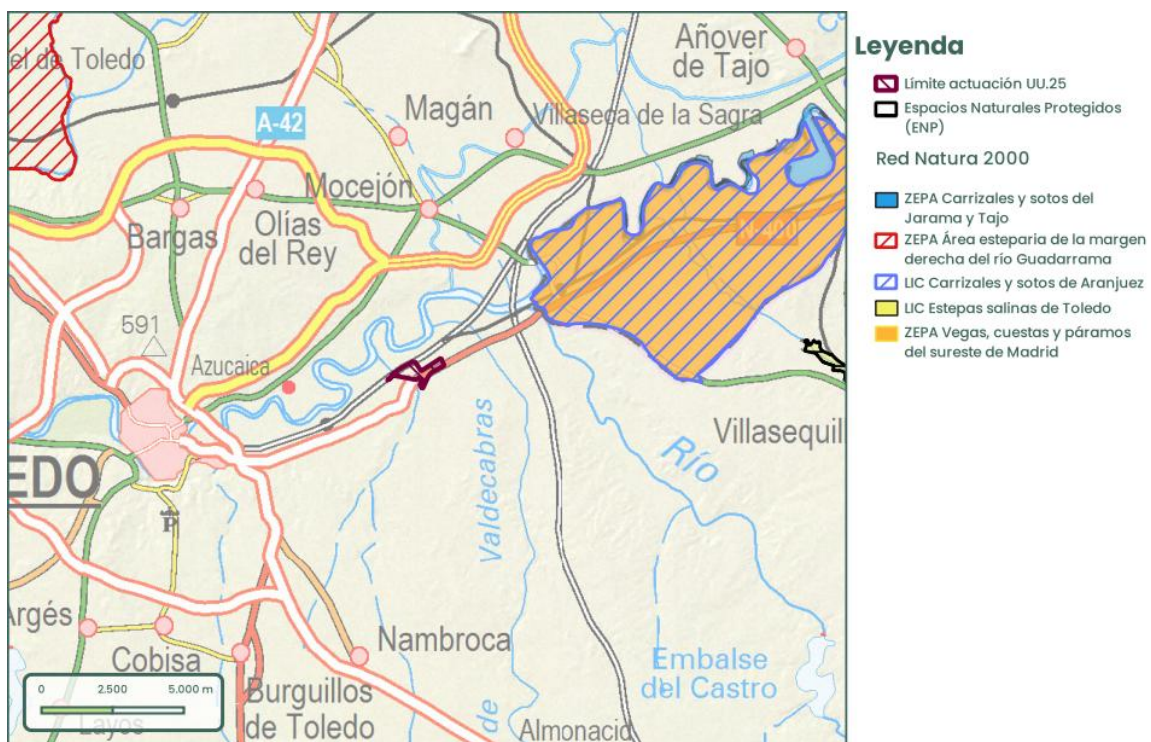 Añover
de Tajo
el de Toledo
Magán
Villaseca de la Sagra
A-42
Mocejón
Olías
del Rey
Bargas
N-400
591
Azucaica
Villasequil
EDO
Río
Valdecabras
P
Argés
Cobisa
Nambroca
Embalse
del Castro
Burguillos
de Toledo
de
Almonacid
0 2.500 5.000 m
Layos
Leyenda
Límite actuación UU.25
Espacios Naturales Protegidos
(ENP)
Red Natura 2000
ZEPA Carrizales y sotos del
Jarama y Tajo
ZEPA Área esteparia de la margen
derecha del río Guadarrama
LIC Carrizales y sotos de Aranjuez
LIC Estepas salinas de Toledo
ZEPA Vegas, cuestas y páramos
del sureste de Madrid